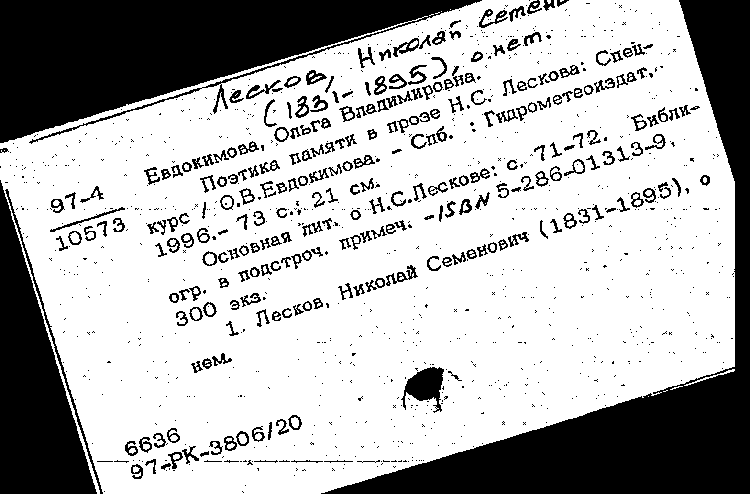 Лесков, Николай Семен
(1831-1895), о нем.
97-4
10573
Евдокимова, Ольга Владимировна.
Поэтика памяти в прозе Н.С. Лескова: Спец-
курс / О.В.Евдокимова. - Спб. : Гидрометеоиздат,
1996.- 73 с.; 21 см.
Основная лит. о Н.С.Лескове: с. 71-72. Библи-
огр. в подстроч. примеч. -ISBN 5-286-01313-9.
300 экз.
1. Лесков, Николай Семенович (1831-1895), о
нем.
6636
97-РК-3806/20